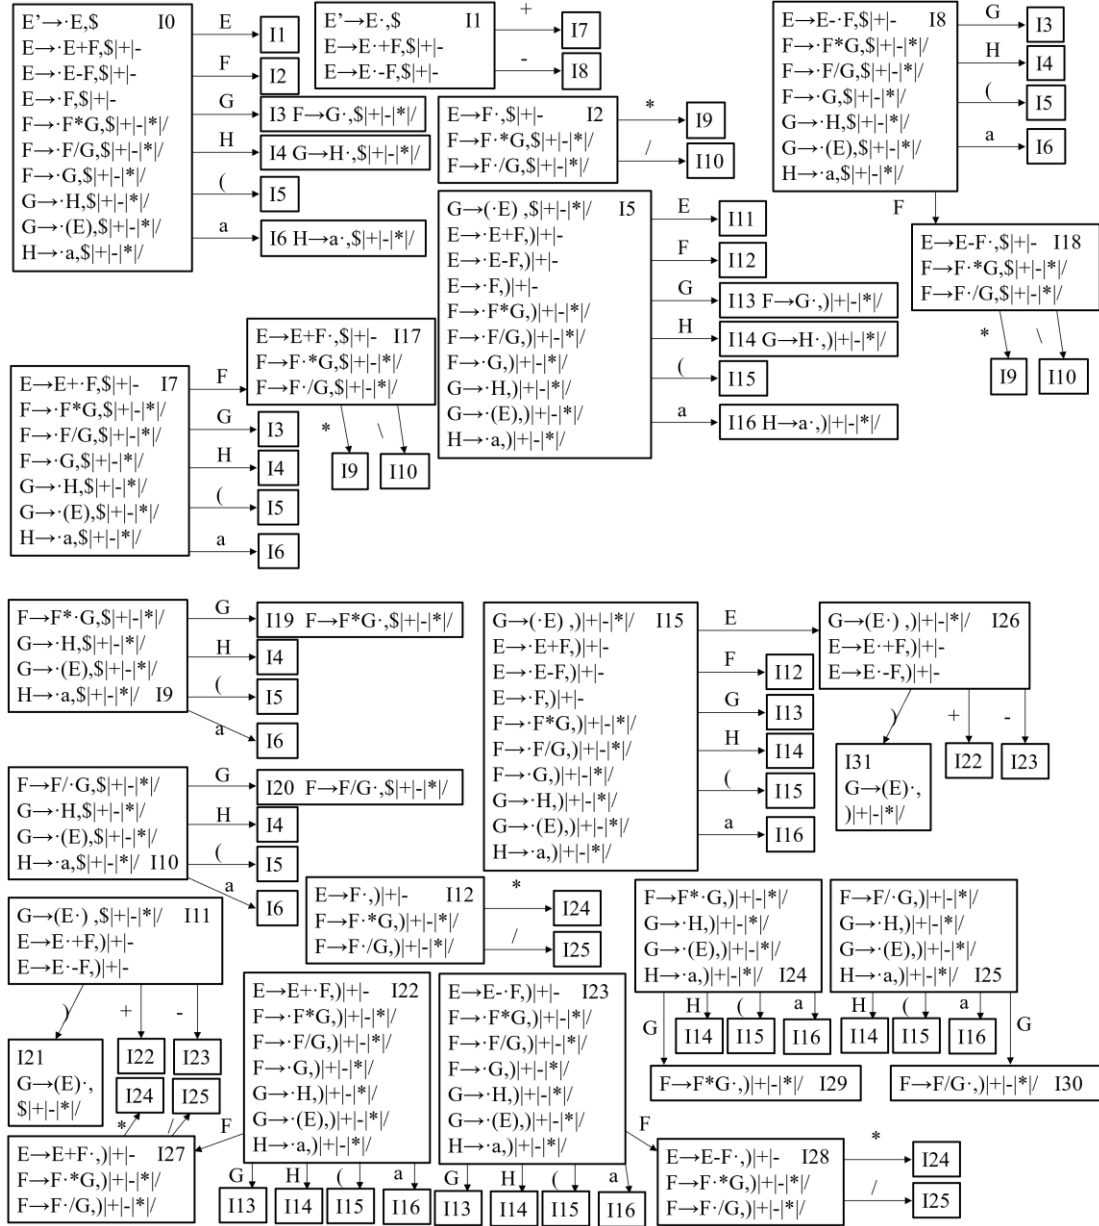 E’→·E,$ I0
E→·E+F,$|+|-
E→·E-F,$|+|-
E→·F,$|+|-
F→·F*G,$|+|-|*|/
F→·F/G,$|+|-|*|/
F→·G,$|+|-|*|/
G→·H,$|+|-|*|/
G→·(E),$|+|-|*|/
H→·a,$|+|-|*|/
E
I1
F
I2
G
I3 F→G·,$|+|-|*|/
H
I4 G→H·,$|+|-|*|/
(
I5
a
I6 H→a·,$|+|-|*|/
E’→E·,$ I1
E→E·+F,$|+|-
E→E·-F,$|+|-
+
I7
-
I8
E→F·,$|+|- I2
F→F·*G,$|+|-|*|/
F→F·/G,$|+|-|*|/
*
I9
/
I10
E→E-·F,$|+|- I8
F→·F*G,$|+|-|*|/
F→·F/G,$|+|-|*|/
F→·G,$|+|-|*|/
G→·H,$|+|-|*|/
G→·(E),$|+|-|*|/
H→·a,$|+|-|*|/
G
I3
H
I4
(
I5
a
I6
F
E→E-F·,$|+|- I18
F→F·*G,$|+|-|*|/
F→F·/G,$|+|-|*|/
* /
I9 I10
G→(·E) ,$|+|-|*|/ I5
E→·E+F,)|+|-
E→·E-F,)|+|-
E→·F,)|+|-
F→·F*G,)|+|-|*|/
F→·F/G,)|+|-|*|/
F→·G,)|+|-|*|/
G→·H,)|+|-|*|/
G→·(E),)|+|-|*|/
H→·a,)|+|-|*|/
E
I11
F
I12
G
I13 F→G·,)|+|-|*|/
H
I14 G→H·,)|+|-|*|/
(
I15
a
I16 H→a·,)|+|-|*|/
E→E+·F,$|+|- I7
F→·F*G,$|+|-|*|/
F→·F/G,$|+|-|*|/
F→·G,$|+|-|*|/
G→·H,$|+|-|*|/
G→·(E),$|+|-|*|/
H→·a,$|+|-|*|/
F
E→E+F·,$|+|- I17
F→F·*G,$|+|-|*|/
F→F·/G,$|+|-|*|/
* /
I9 I10
G
I3
H
I4
(
I5
a
I6
F→F*·G,$|+|-|*|/
G→·H,$|+|-|*|/
G→·(E),$|+|-|*|/
H→·a,$|+|-|*|/ I9
G
I19 F→F*G·,$|+|-|*|/
H
I4
(
I5
a
I6
F→F/·G,$|+|-|*|/
G→·H,$|+|-|*|/
G→·(E),$|+|-|*|/
H→·a,$|+|-|*|/ I10
G
I20 F→F/G·,$|+|-|*|/
H
I4
(
I5
a
I6
G→(·E) ,)|+|-|*|/ I15
E→·E+F,)|+|-
E→·E-F,)|+|-
E→·F,)|+|-
F→·F*G,)|+|-|*|/
F→·F/G,)|+|-|*|/
F→·G,)|+|-|*|/
G→·H,)|+|-|*|/
G→·(E),)|+|-|*|/
H→·a,)|+|-|*|/
E
F
I12
G
I13
H
I14
(
I15
a
I16
G→(E·) ,)|+|-|*|/ I26
E→E·+F,)|+|-
E→E·-F,)|+|-
) + -
I31
G→(E)·,
)|+|-|*|/
I22 I23
G→(E·) ,$|+|-|*|/ I11
E→E·+F,)|+|-
E→E·-F,)|+|-
) + -
I21
G→(E)·,
$|+|-|*|/
I22 I23
E→F·,)|+|- I12
F→F·*G,)|+|-|*|/
F→F·/G,)|+|-|*|/
*
I24
/
I25
F→F*·G,)|+|-|*|/
G→·H,)|+|-|*|/
G→·(E),)|+|-|*|/
H→·a,)|+|-|*|/ I24
G H ( a
I14 I15 I16
F→F*G·,)|+|-|*|/ I29
F→F/·G,)|+|-|*|/
G→·H,)|+|-|*|/
G→·(E),)|+|-|*|/
H→·a,)|+|-|*|/ I25
H ( a G
I14 I15 I16
F→F/G·,)|+|-|*|/ I30
E→E+·F,)|+|- I22
F→·F*G,)|+|-|*|/
F→·F/G,)|+|-|*|/
F→·G,)|+|-|*|/
G→·H,)|+|-|*|/
G→·(E),)|+|-|*|/
H→·a,)|+|-|*|/
F
G H ( a
I13 I14 I15 I16
I24 I25
* /
E→E+F·,)|+|- I27
F→F·*G,)|+|-|*|/
F→F·/G,)|+|-|*|/
E→E-·F,)|+|- I23
F→·F*G,)|+|-|*|/
F→·F/G,)|+|-|*|/
F→·G,)|+|-|*|/
G→·H,)|+|-|*|/
G→·(E),)|+|-|*|/
H→·a,)|+|-|*|/
F
G H ( a
I13 I14 I15 I16
E→E-F·,)|+|- I28
F→F·*G,)|+|-|*|/
F→F·/G,)|+|-|*|/
*
I24
/
I25